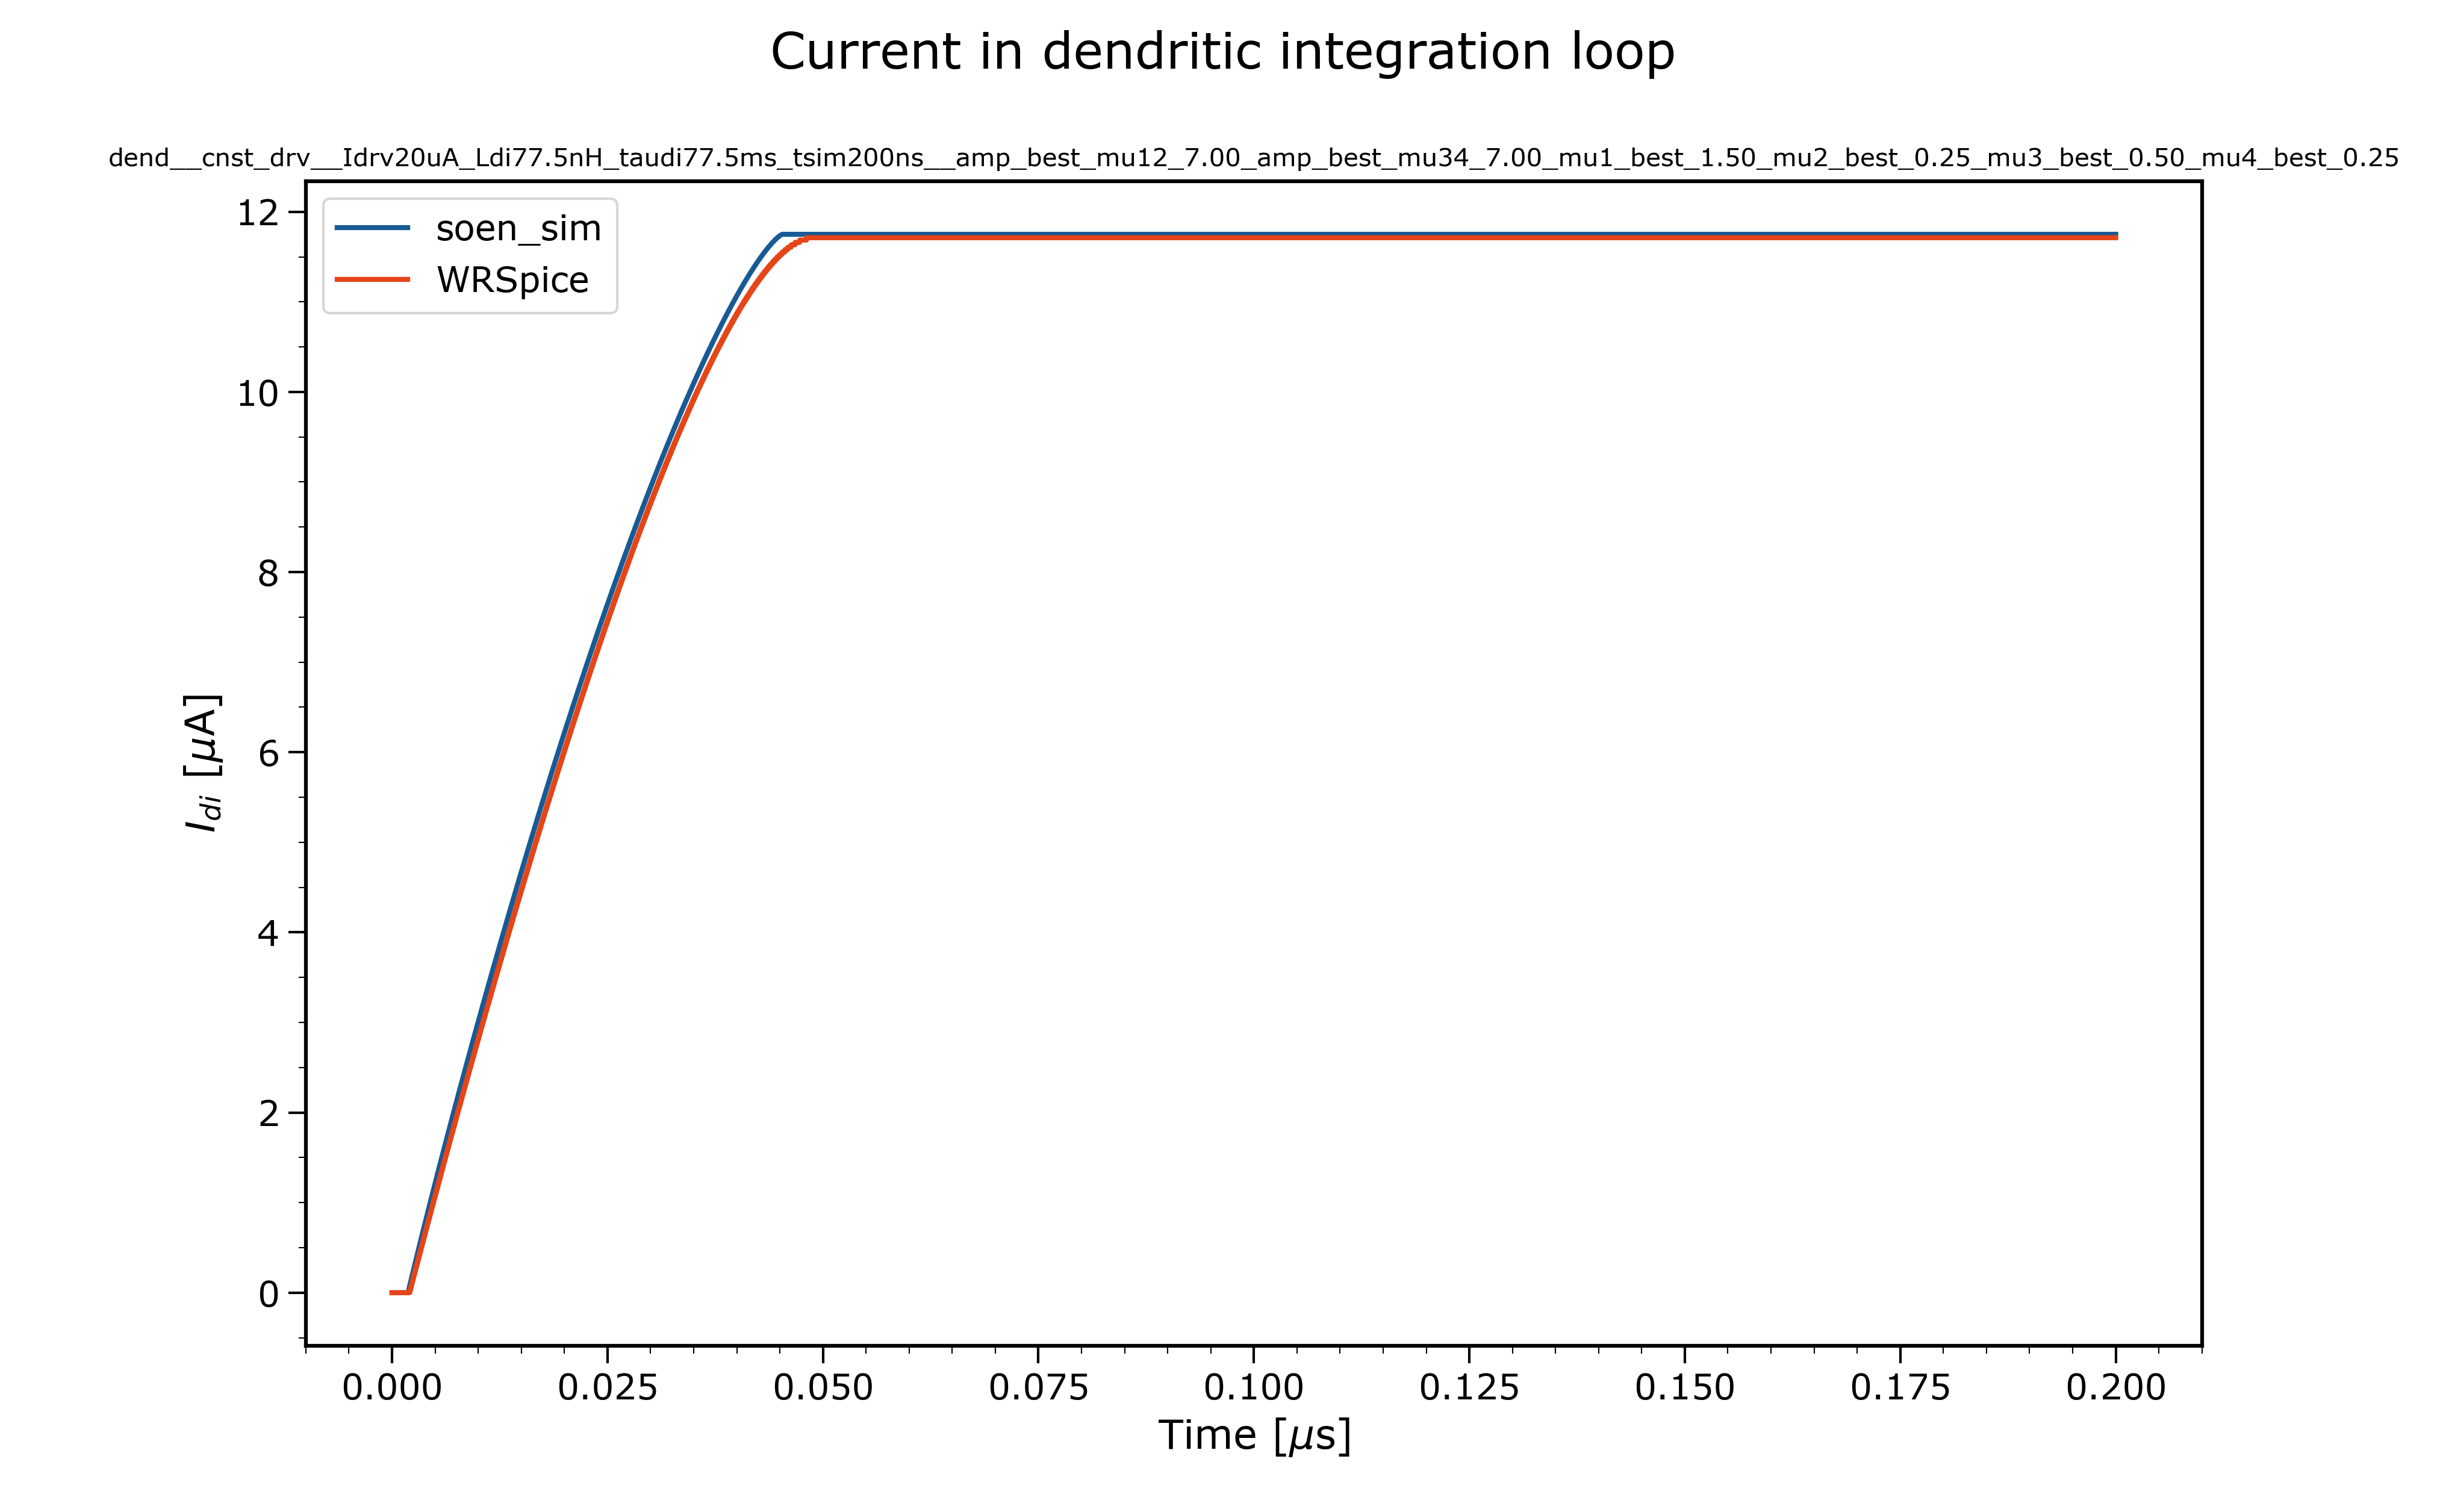 Current in dendritic integration loop
dend__cnst_drv__Idrv20uA_Ldi77.5nH_taudi77.5ms_tsim200ns__amp_best_mu12_7.00_amp_best_mu34_7.00_mu1_best_1.50_mu2_best_0.25_mu3_best_0.50_mu4_best_0.25
soen_sim
WRSpice
12
10
8
6
4
2
0
I_{di} [μA]
0.000 0.025 0.050 0.075 0.100 0.125 0.150 0.175 0.200
Time [μs]